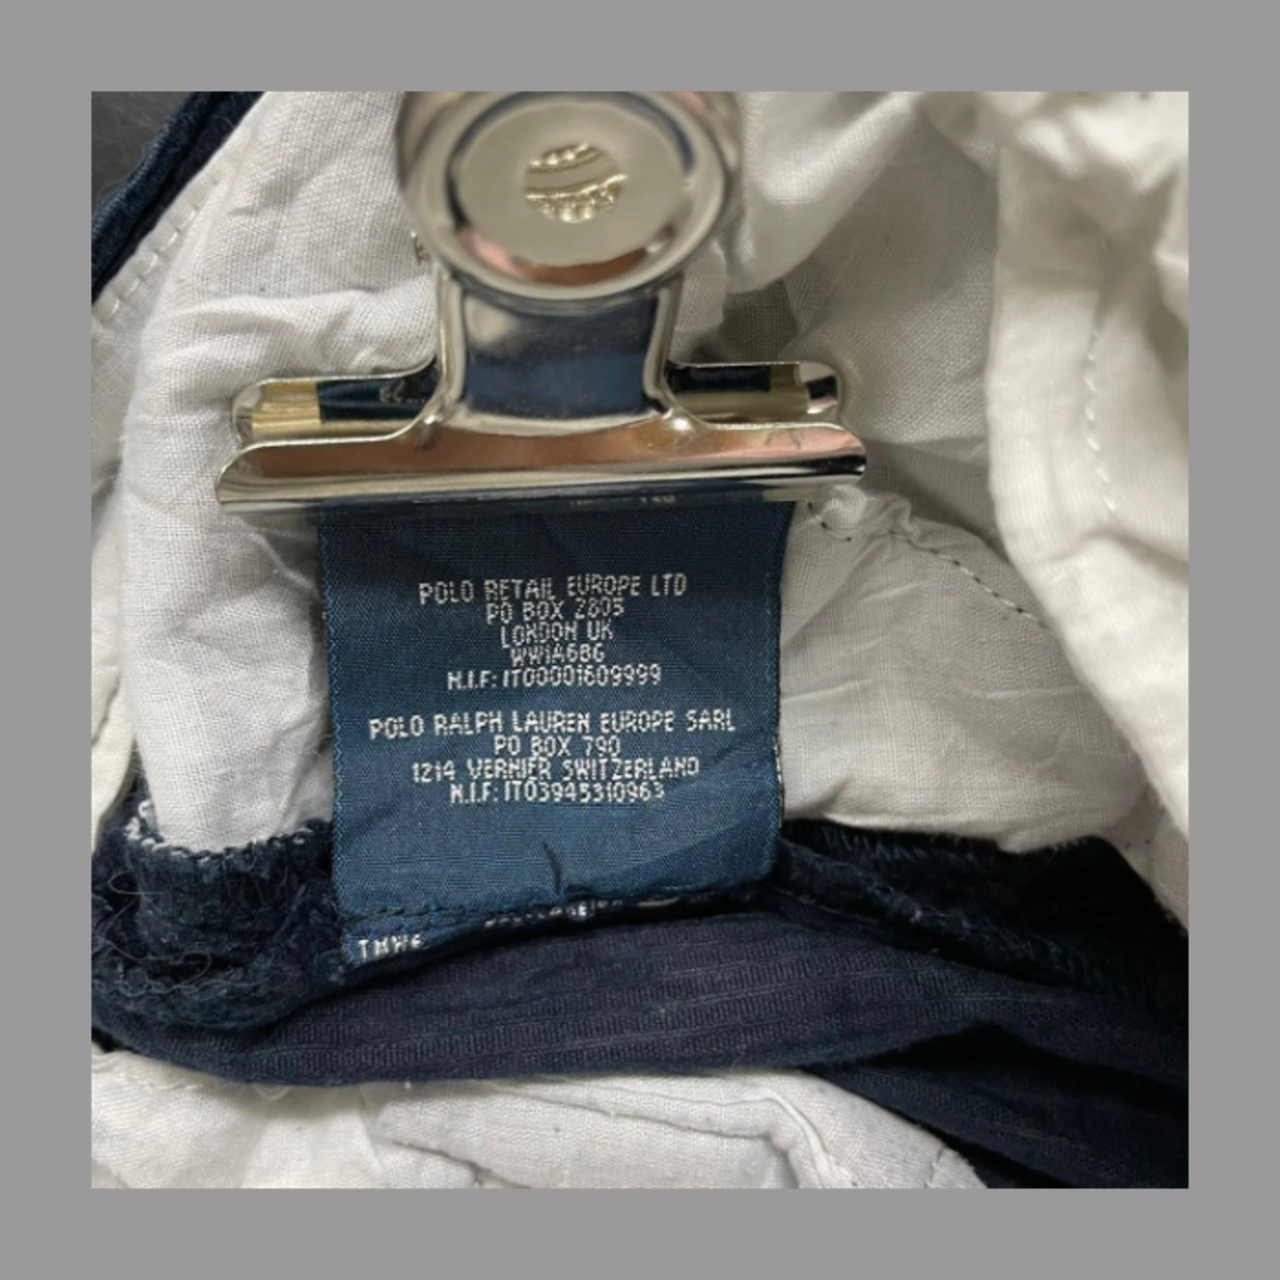 POLO RETAIL EUROPE LTD
PO BOX 2805
LONDON UK
WW1A6BG
N.I.F: IT00001609999
POLO RALPH LAUREN EUROPE SARL
PO BOX 790
1214 VERNIER SWITZERLAND
N.I.F: IT03945310963